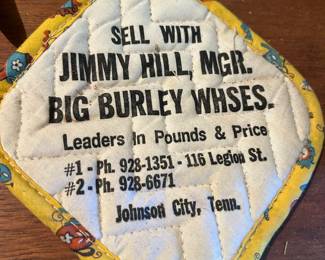 SELL WITH
JIMMY HILL, MGR.
BIG BURLEY WHSES.
Leaders in Pounds & Price
#1 - Ph. 928-1351 - 116 Legion St.
#2 - Ph. 928-6671
Johnson City, Tenn.